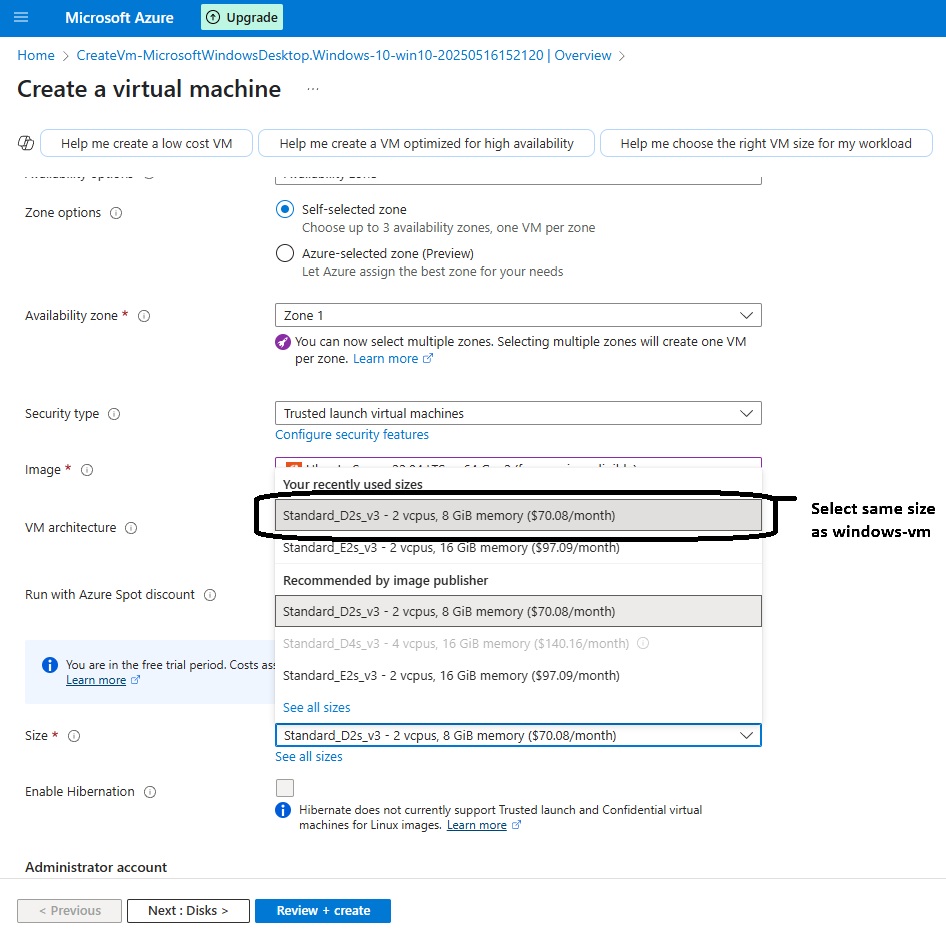 Microsoft Azure
Upgrade
Home > CreateVm-MicrosoftWindowsDesktop.Windows-10-win10-20250516152120 | Overview >
Create a virtual machine ...
Help me create a low cost VM
Help me create a VM optimized for high availability
Help me choose the right VM size for my workload
Availability options
Availability zone
Zone options
Self-selected zone
Choose up to 3 availability zones, one VM per zone
Azure-selected zone (Preview)
Let Azure assign the best zone for your needs
Availability zone *
Zone 1
You can now select multiple zones. Selecting multiple zones will create one VM
per zone. Learn more
Security type
Trusted launch virtual machines
Configure security features
Image *
VM architecture
Run with Azure Spot discount
Your recently used sizes
Standard_D2s_v3 - 2 vcpus, 8 GiB memory ($70.08/month)
Standard_E2s_v3 - 2 vcpus, 16 GiB memory ($97.09/month)
Select same size
as windows-vm
Recommended by image publisher
Standard_D2s_v3 - 2 vcpus, 8 GiB memory ($70.08/month)
Standard_D4s_v3 - 4 vcpus, 16 GiB memory ($140.16/month)
Standard_E2s_v3 - 2 vcpus, 16 GiB memory ($97.09/month)
See all sizes
You are in the free trial period. Costs ass
Learn more
Size *
Standard_D2s_v3 - 2 vcpus, 8 GiB memory ($70.08/month)
See all sizes
Enable Hibernation
Hibernate does not currently support Trusted launch and Confidential virtual
machines for Linux images. Learn more
Administrator account
< Previous
Next : Disks >
Review + create